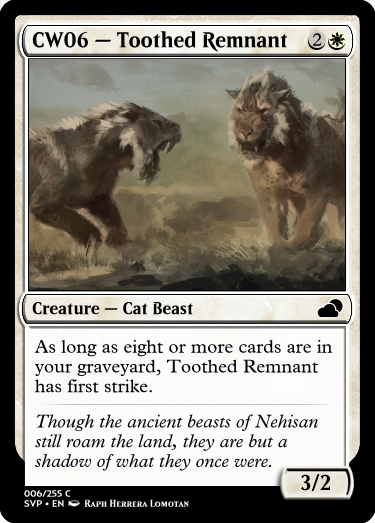 CW06 — Toothed Remnant 2
Creature — Cat Beast
As long as eight or more cards are in
your graveyard, Toothed Remnant
has first strike.
Though the ancient beasts of Nehisan
still roam the land, they are but a
shadow of what they once were.
3/2
006/255 C
SVP • EN Raph Herrera Lomotan